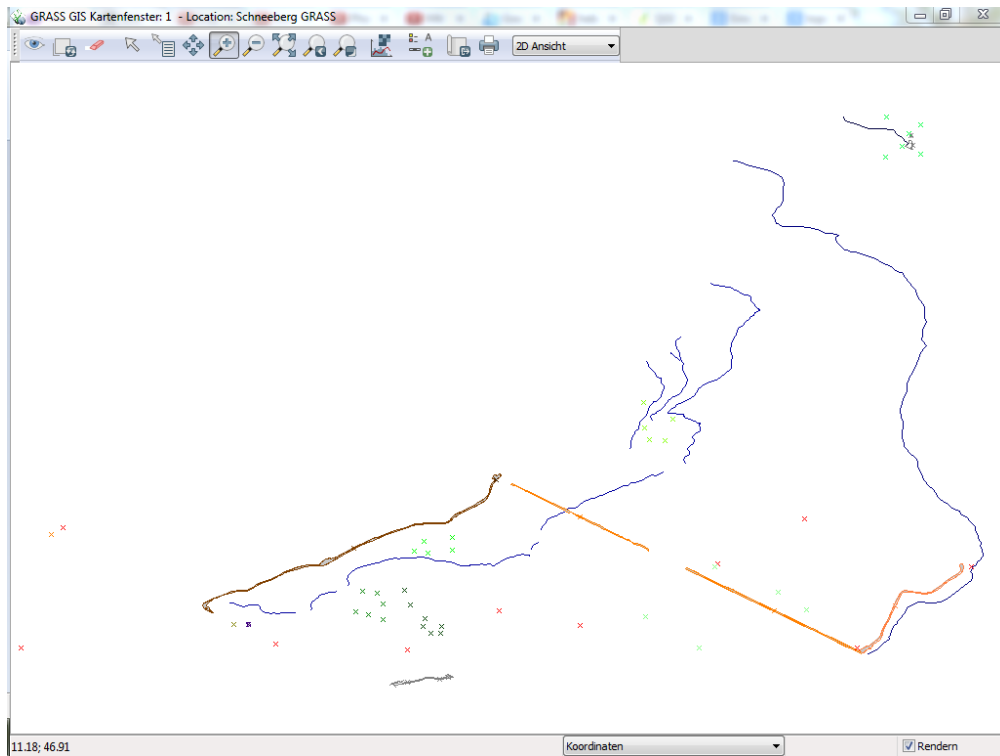 GRASS GIS Kartenfenster: 1 - Location: Schneeberg GRASS
2D Ansicht
11.18; 46.91
Koordinaten
Rendern